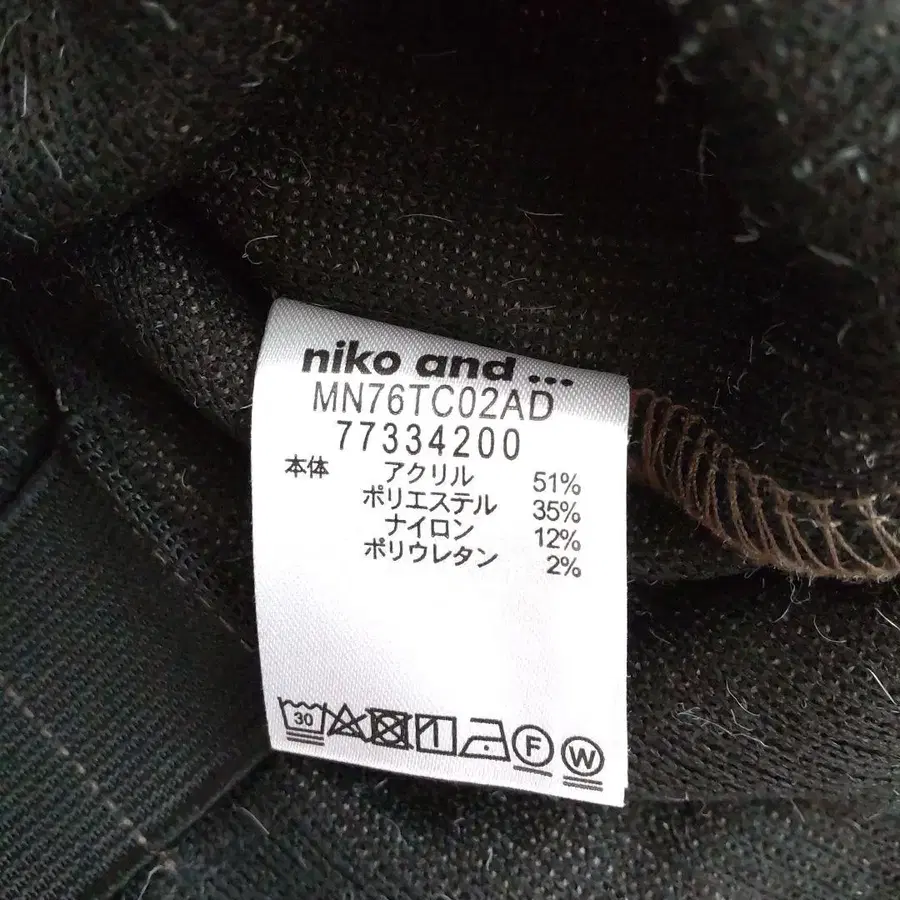 niko and ...
MN76TC02AD
77334200
本体 アクリル 51%
ポリエステル 35%
ナイロン 12%
ポリウレタン 2%
30 F W